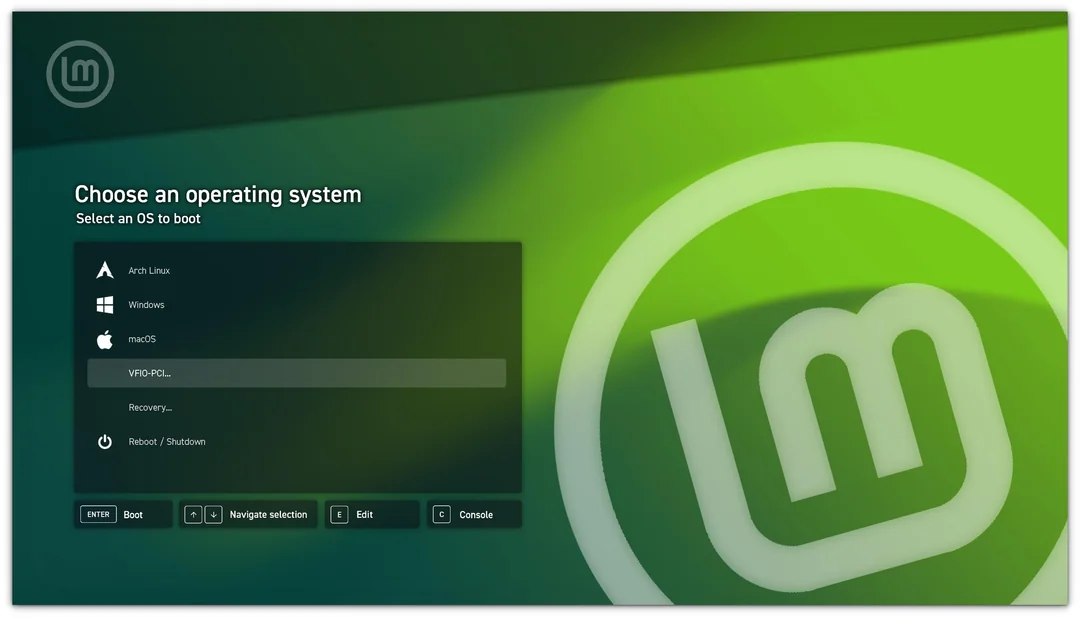 Choose an operating system
Select an OS to boot
Arch Linux
Windows
macOS
VFIO-PCI...
Recovery...
Reboot / Shutdown
ENTER Boot ↑ ↓ Navigate selection E Edit C Console